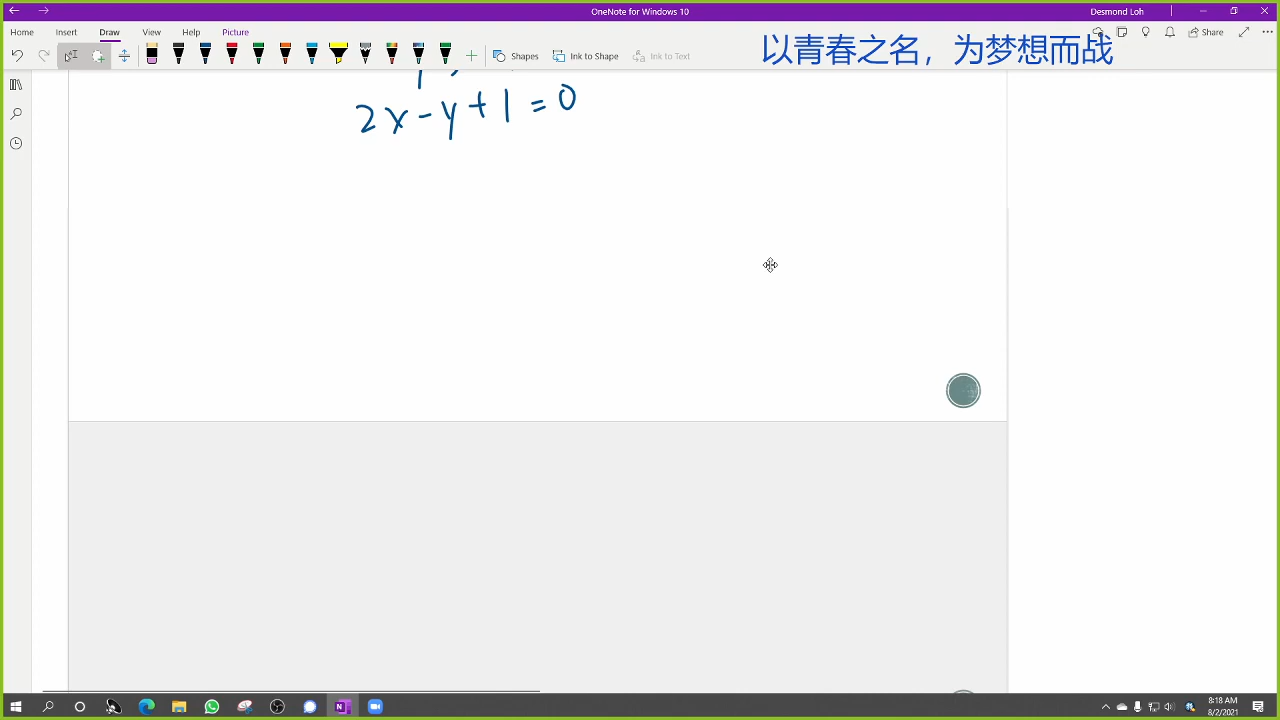 OneNote for Windows 10
Desmond Loh
Home
Insert
Draw
View
Help
Picture
Shapes
Ink to Shape
Ink to Text
Share
以青春之名，为梦想而战
2x - y + 1 = 0
8:18 AM
8/2/2021